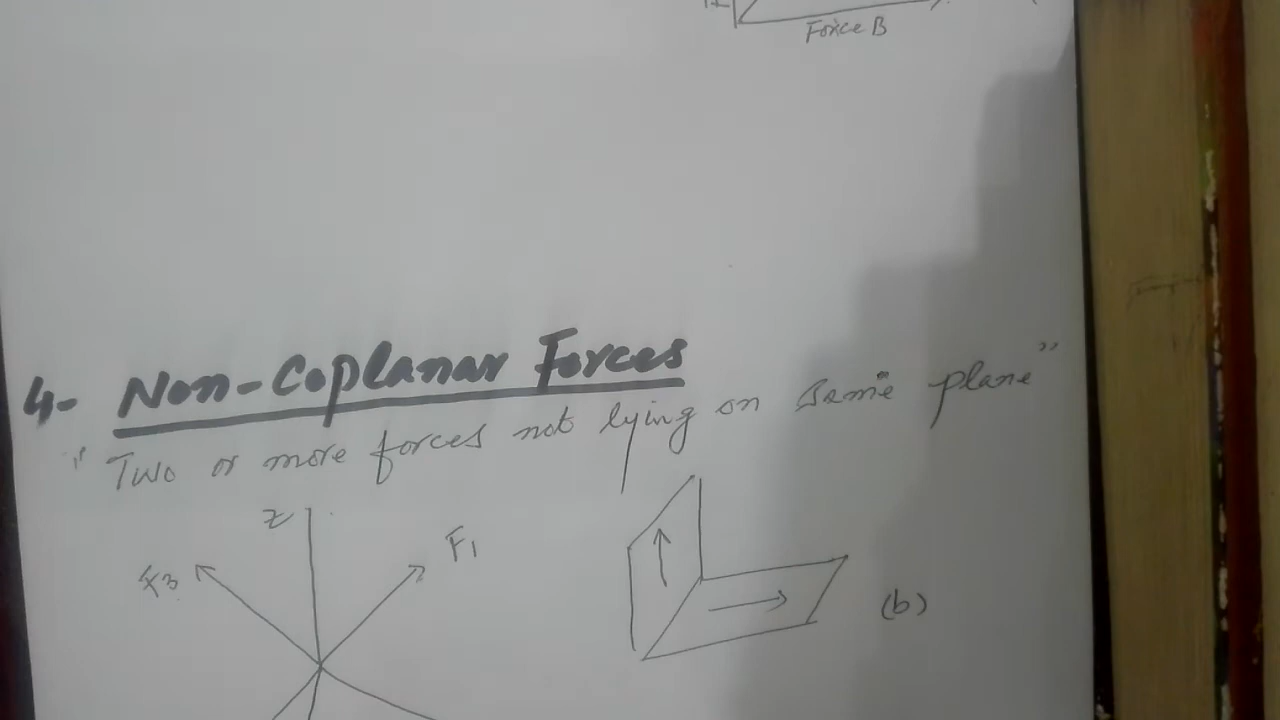 Force B
4- Non-Coplanar Forces
" Two or more forces not lying on same plane "
Z
F1
F3
(b)